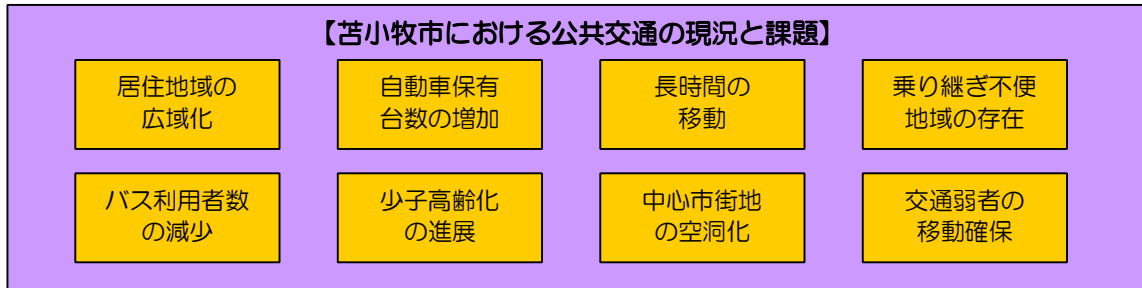 【苫小牧市における公共交通の現況と課題】
居住地域の
広域化
自動車保有
台数の増加
長時間の
移動
乗り継ぎ不便
地域の存在
バス利用者数
の減少
少子高齢化
の進展
中心市街地
の空洞化
交通弱者の
移動確保